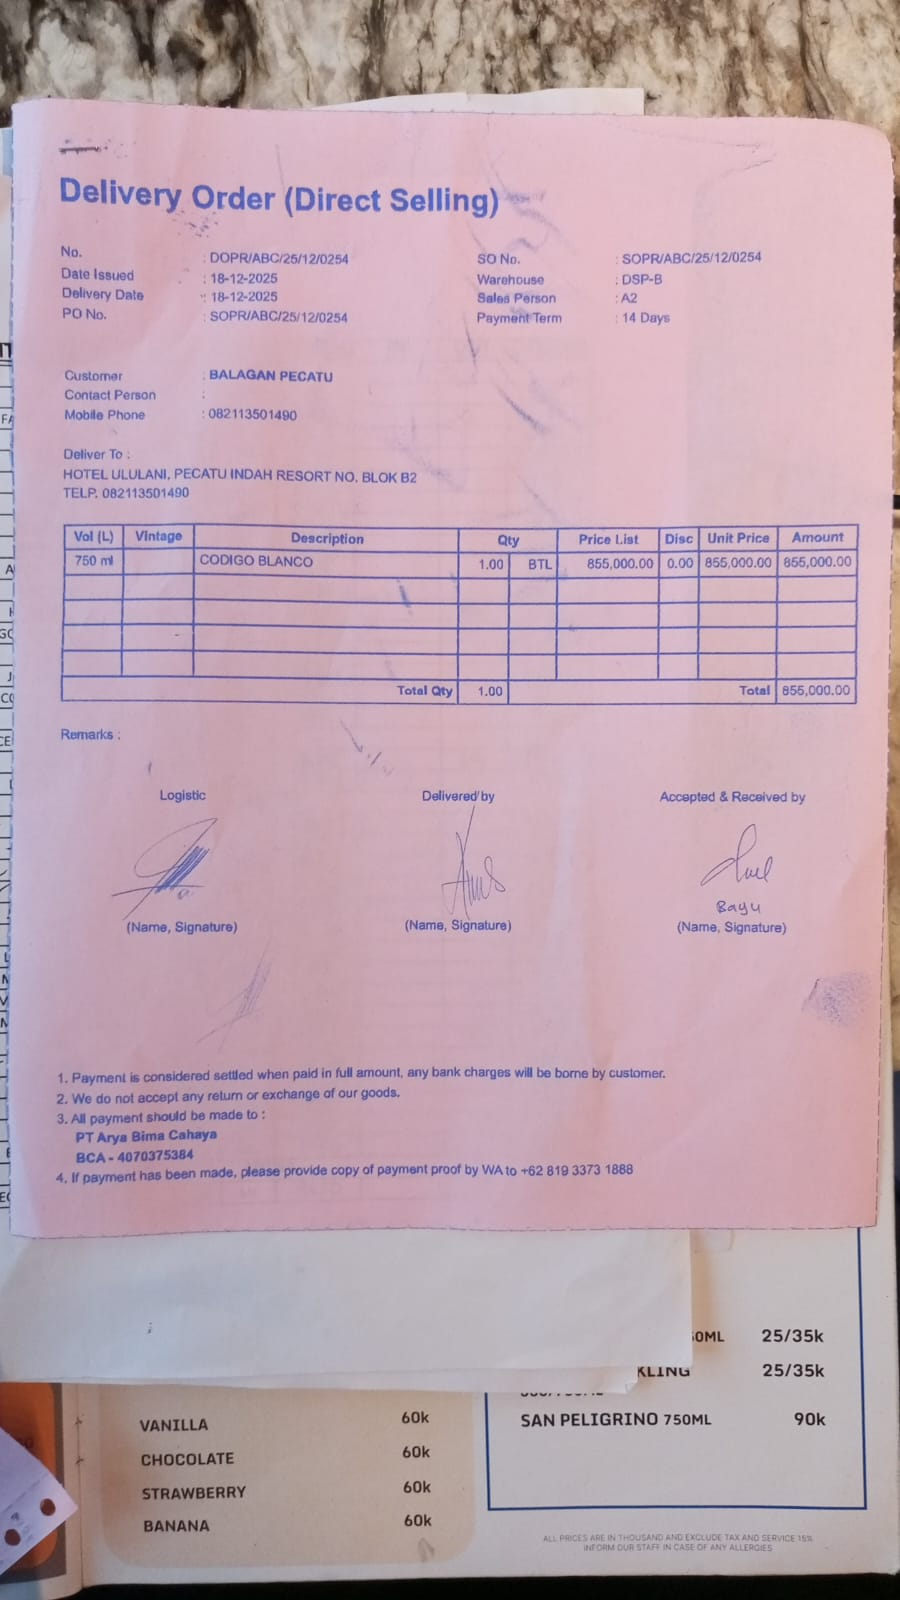 Delivery Order (Direct Selling)
No. : DOPR/ABC/25/12/0254 SO No. : SOPR/ABC/25/12/0254
Date Issued : 18-12-2025 Warehouse : DSP-B
Delivery Date : 18-12-2025 Sales Person : A2
PO No. : SOPR/ABC/25/12/0254 Payment Term : 14 Days
Customer : BALAGAN PECATU
Contact Person :
Mobile Phone : 082113501490
Deliver To :
HOTEL ULULANI, PECATU INDAH RESORT NO. BLOK B2
TELP. 082113501490
Vol (L) Vintage Description Qty Price List Disc Unit Price Amount
750 ml CODIGO BLANCO 1.00 BTL 855,000.00 0.00 855,000.00 855,000.00
Total Qty 1.00 Total 855,000.00
Remarks :
Logistic Delivered by Accepted & Received by
Bagu
(Name, Signature) (Name, Signature) (Name, Signature)
1. Payment is considered settled when paid in full amount, any bank charges will be borne by customer.
2. We do not accept any return or exchange of our goods.
3. All payment should be made to :
PT Arya Bima Cahaya
BCA - 4070375384
4. If payment has been made, please provide copy of payment proof by WA to +62 819 3373 1888
25/35k
KLING 25/35k
SAN PELIGRINO 750ML 90k
VANILLA 60k
CHOCOLATE 60k
STRAWBERRY 60k
BANANA 60k
ALL PRICES ARE IN THOUSAND AND EXCLUDE TAX AND SERVICE 15%
INFORM OUR STAFF IN CASE OF ANY ALLERGIES